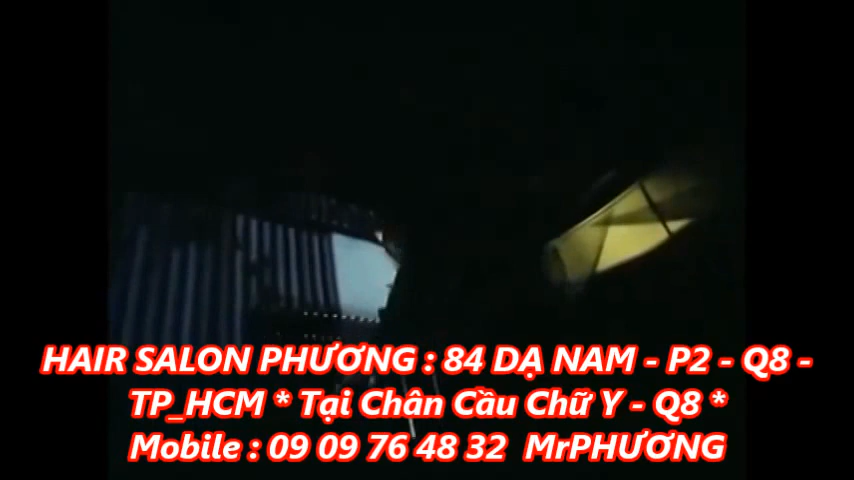 HAIR SALON PHƯƠNG : 84 DẠ NAM - P2 - Q8 -
TP_HCM * Tại Chân Cầu Chữ Y - Q8 *
Mobile : 09 09 76 48 32 MrPHƯƠNG